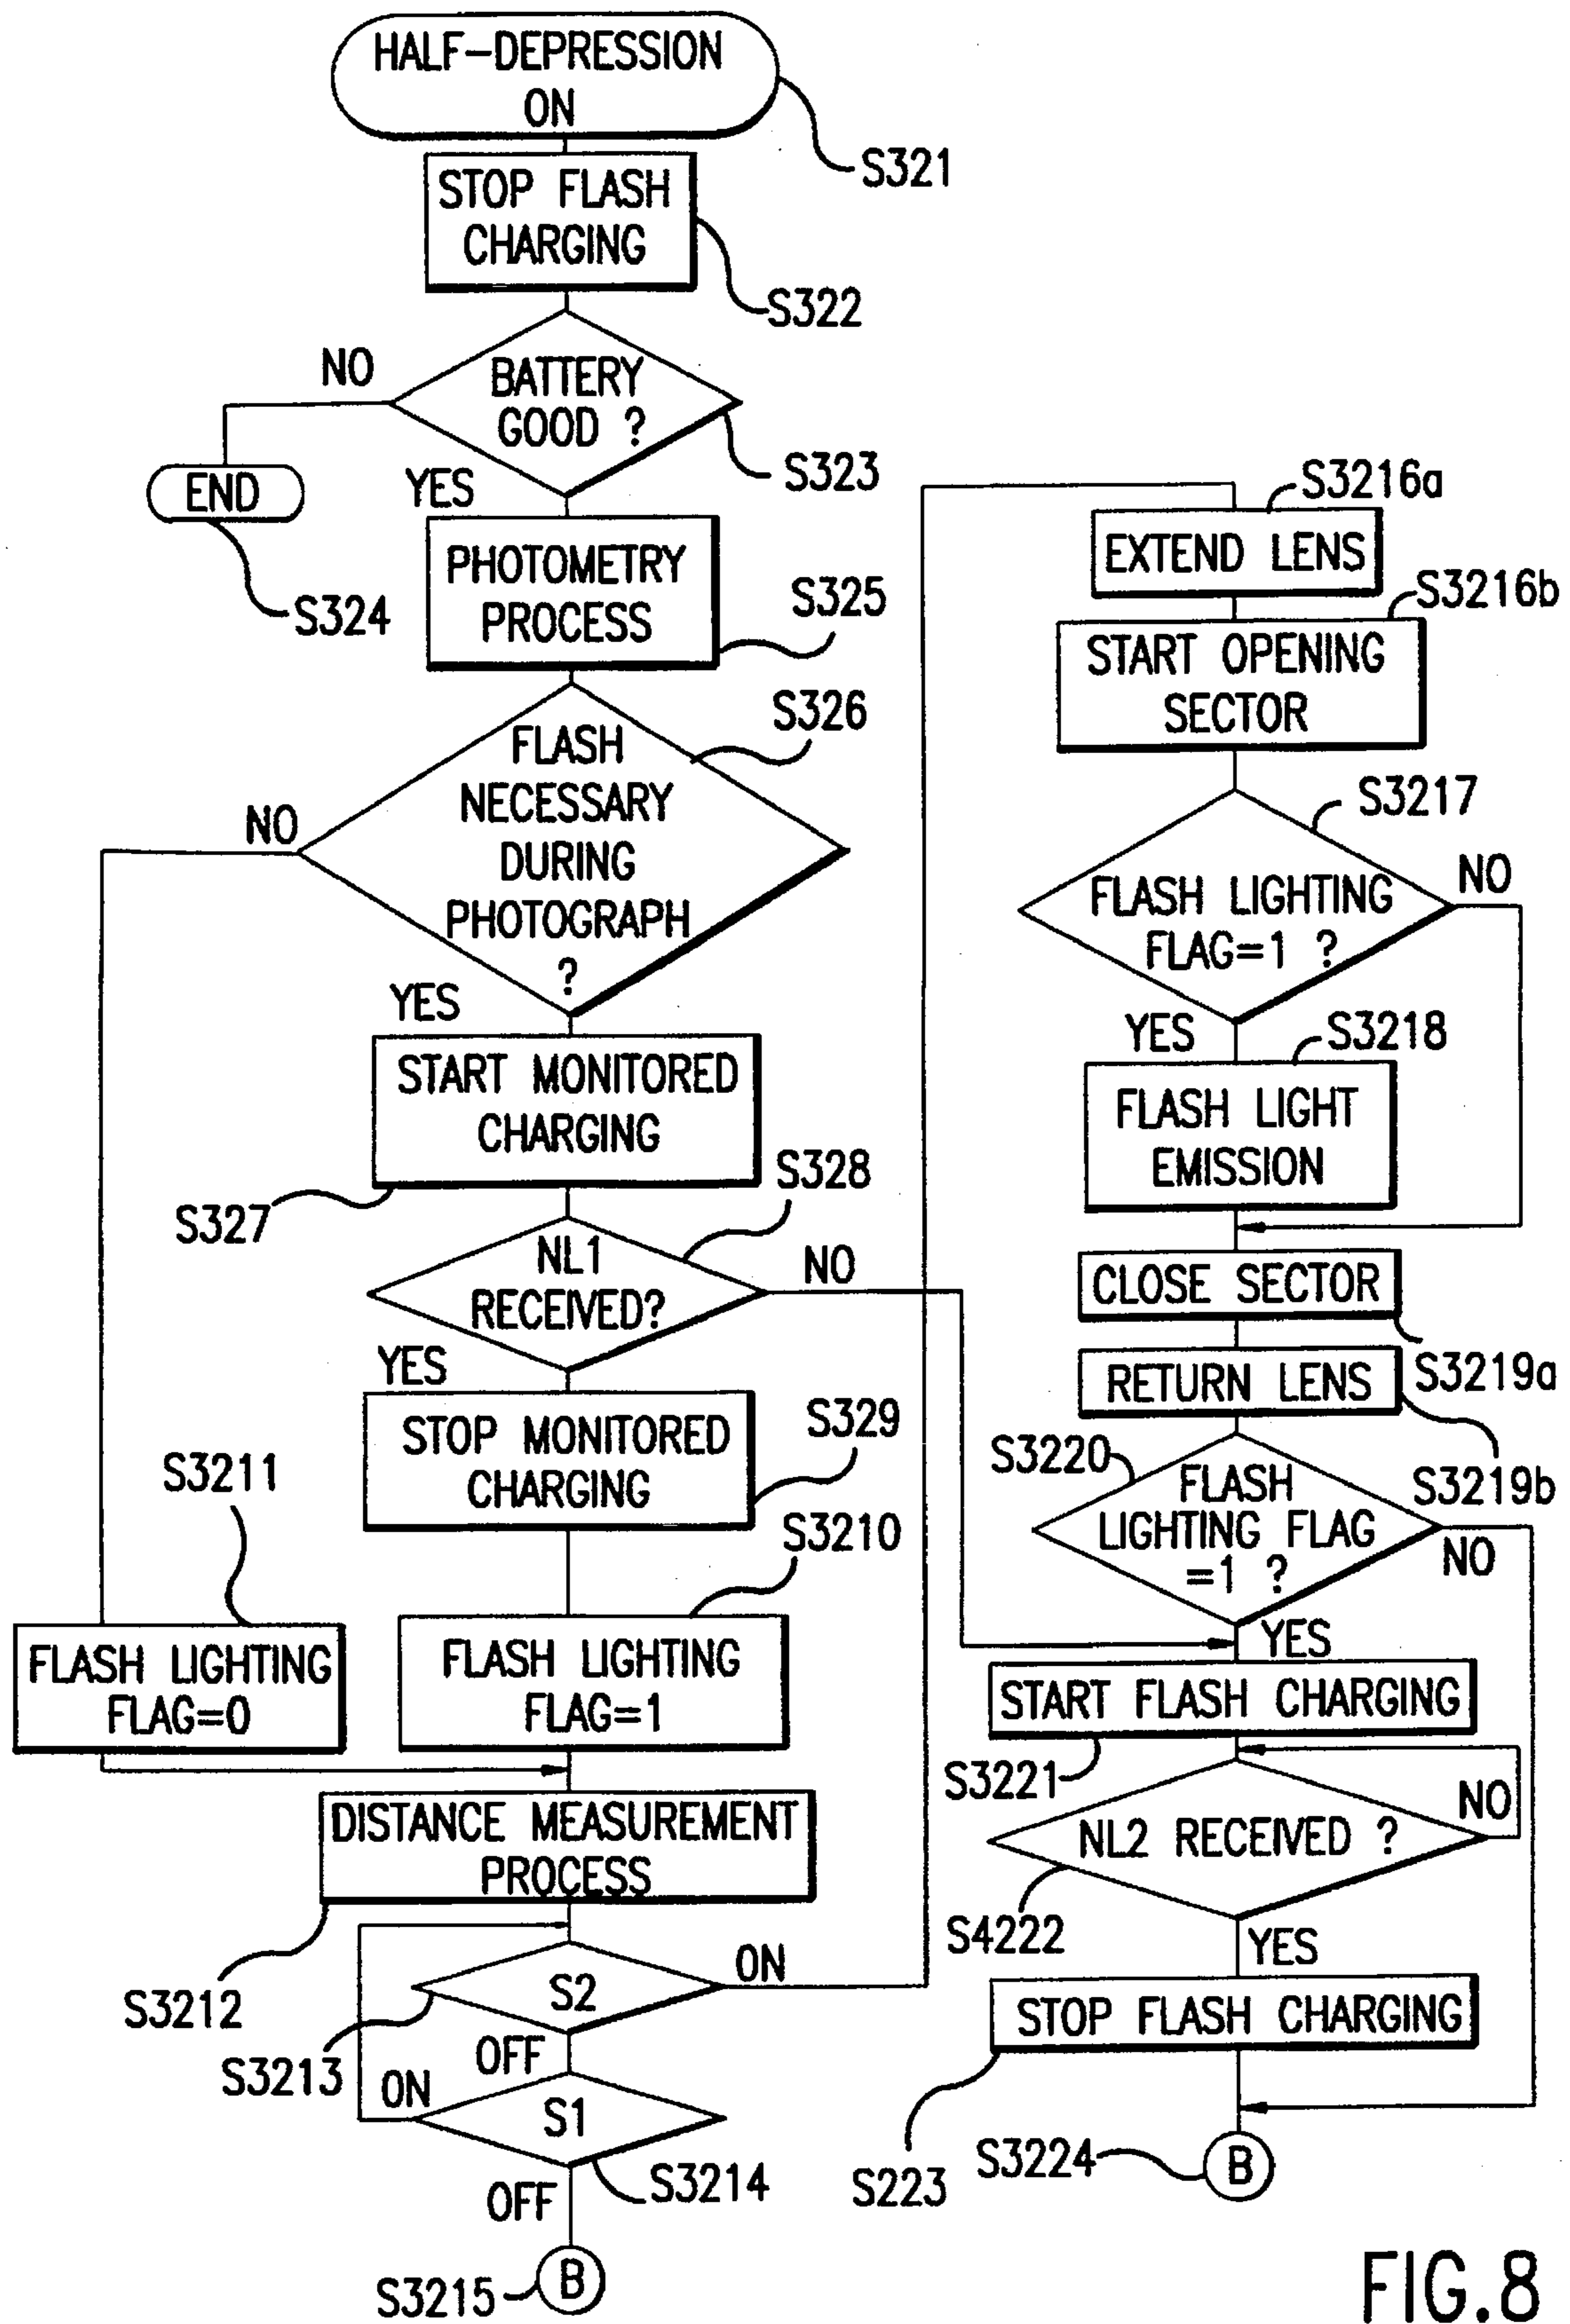 HALF-DEPRESSION
ON
S321
STOP FLASH
CHARGING
S322
BATTERY
GOOD ?
NO
S323
END
S324
YES
PHOTOMETRY
PROCESS
S325
FLASH
NECESSARY
DURING
PHOTOGRAPH
?
S326
NO
YES
START MONITORED
CHARGING
S327
NL1
RECEIVED?
S328
NO
YES
STOP MONITORED
CHARGING
S329
S3211
FLASH LIGHTING
FLAG=0
S3210
FLASH LIGHTING
FLAG=1
DISTANCE MEASUREMENT
PROCESS
S3212
S2
ON
S3213
OFF
ON
S1
S3214
OFF
S3215
B
S3216a
EXTEND LENS
S3216b
START OPENING
SECTOR
S3217
FLASH LIGHTING
FLAG=1 ?
NO
YES
S3218
FLASH LIGHT
EMISSION
CLOSE SECTOR
S3219a
RETURN LENS
S3219b
S3220
FLASH
LIGHTING FLAG
=1 ?
NO
YES
START FLASH CHARGING
S3221
NL2 RECEIVED ?
NO
S4222
YES
STOP FLASH CHARGING
S223
S3224
B
FIG.8